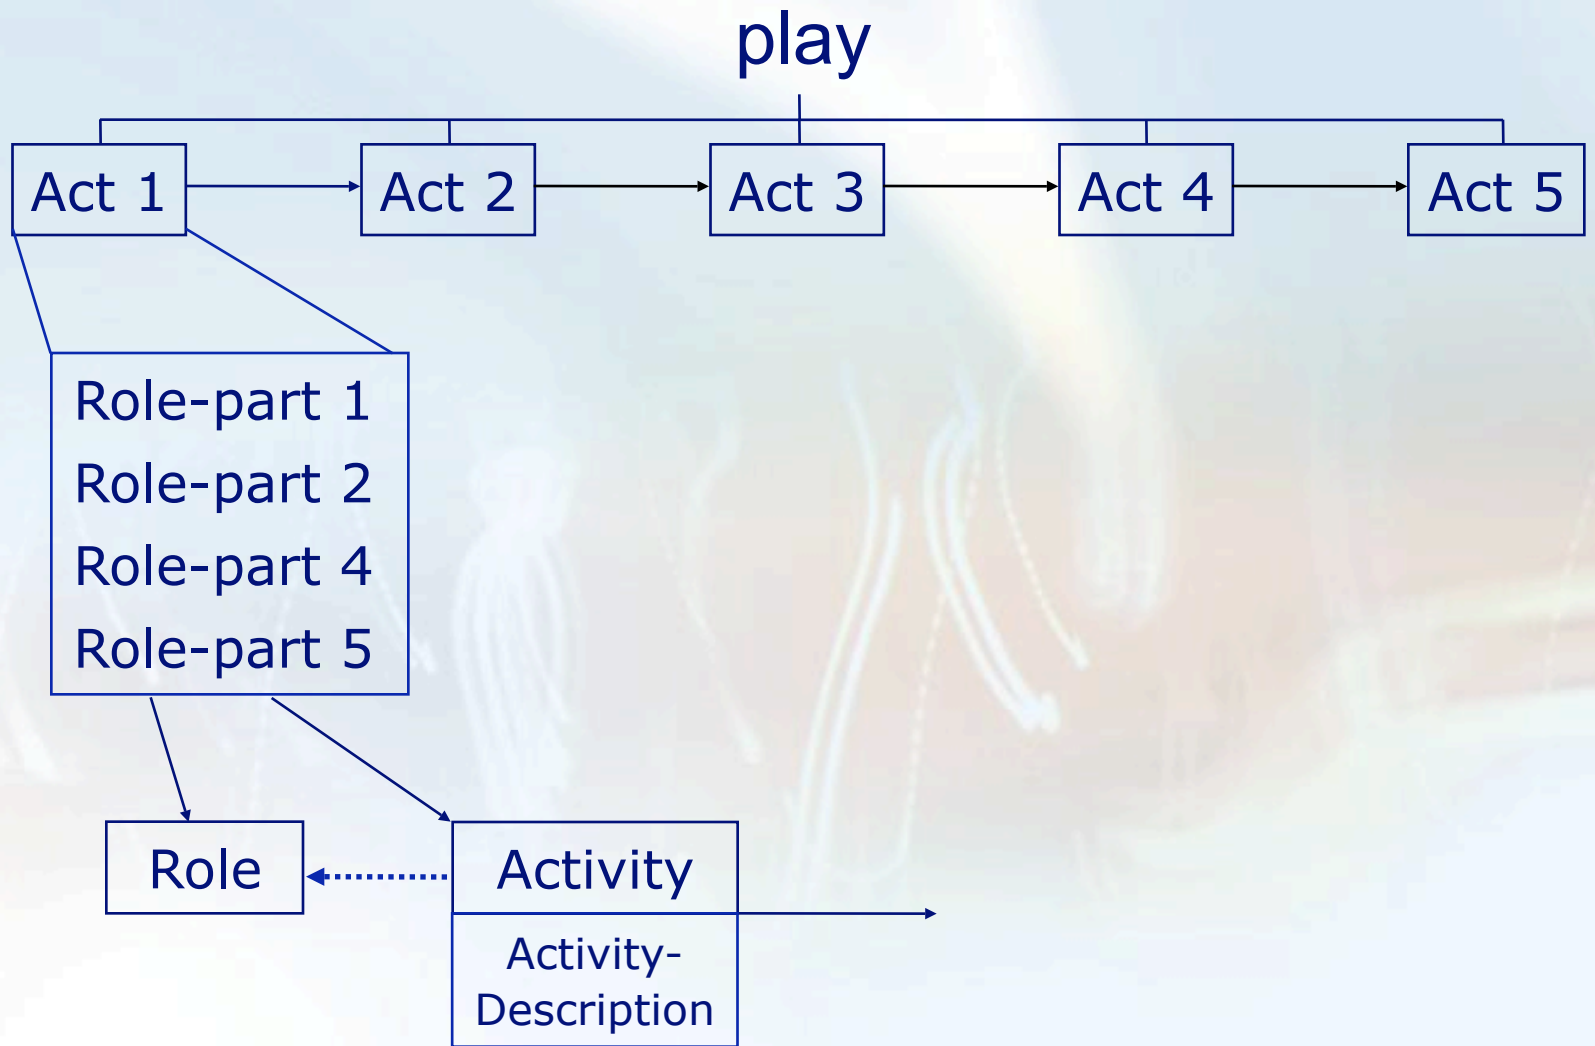 play
Act 1
Act 2
Act 3
Act 4
Act 5
Role-part 1
Role-part 2
Role-part 4
Role-part 5
Role
Activity
Activity-
Description